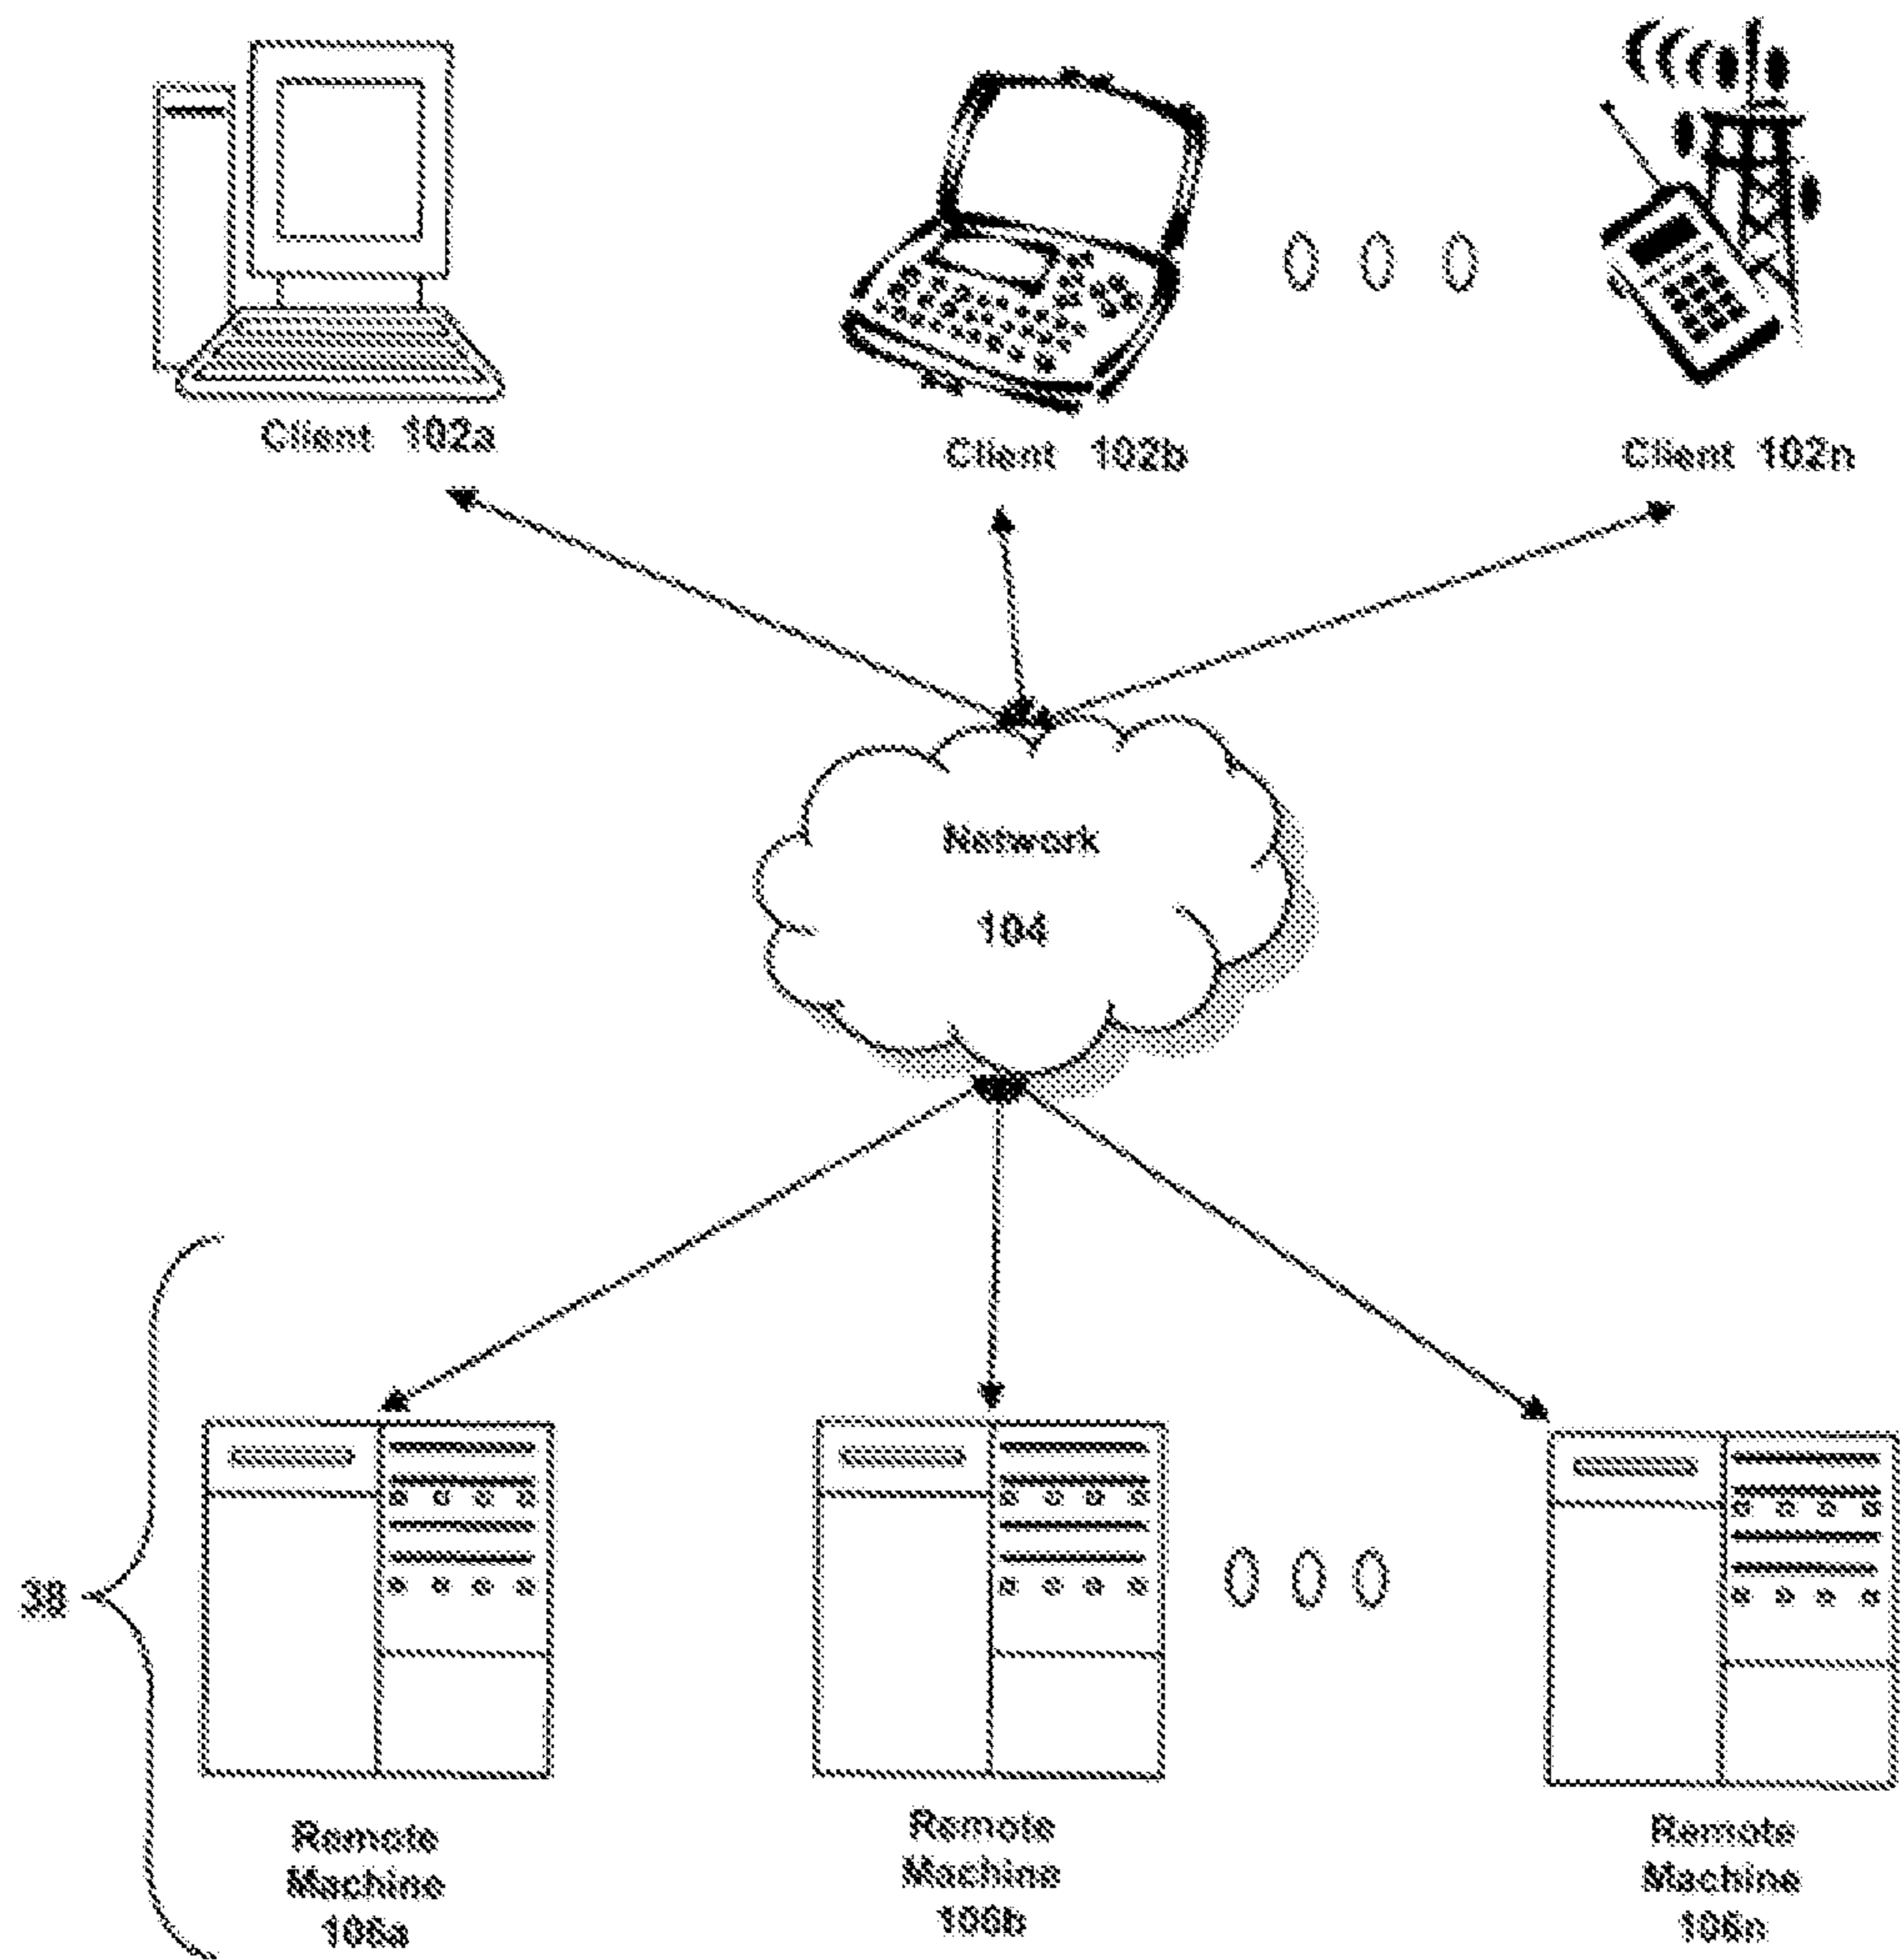 Client 102a
Client 102b
Client 102n
Network
104
38
Remote
Machine
106a
Remote
Machine
106b
Remote
Machine
106n